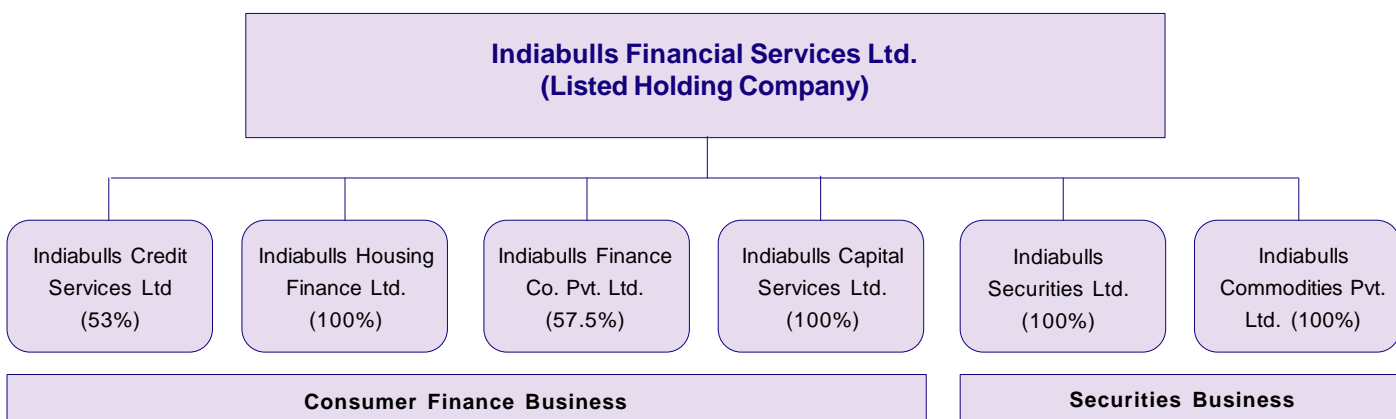 Indiabulls Financial Services Ltd.
(Listed Holding Company)
Indiabulls Credit
Services Ltd
(53%)
Indiabulls Housing
Finance Ltd.
(100%)
Indiabulls Finance
Co. Pvt. Ltd.
(57.5%)
Indiabulls Capital
Services Ltd.
(100%)
Indiabulls
Securities Ltd.
(100%)
Indiabulls
Commodities Pvt.
Ltd. (100%)
Consumer Finance Business
Securities Business